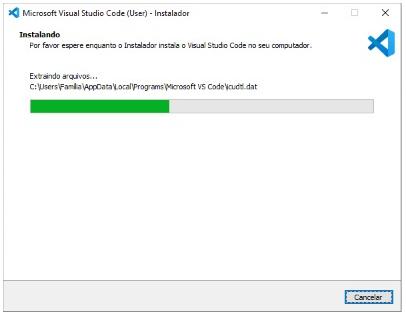 Microsoft Visual Studio Code (User) - Instalador
Instalando
Por favor espere enquanto o Instalador instala o Visual Studio Code no seu computador.
Extraindo arquivos...
C:\Users\Família\AppData\Local\Programs\Microsoft VS Code\icudtl.dat
Cancelar